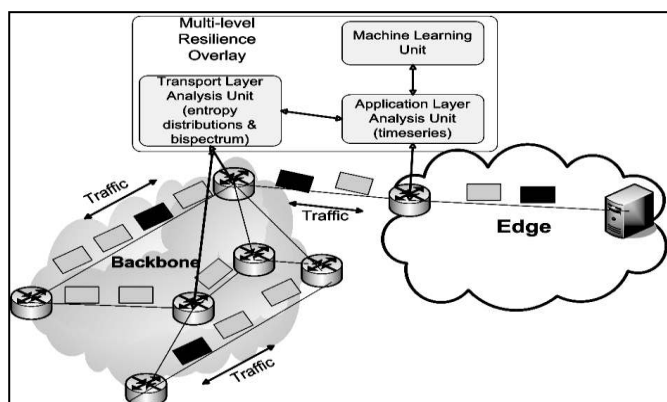 Multi-level
Resilience
Overlay
Machine Learning
Unit
Transport Layer
Analysis Unit
(entropy
distributions &
bispectrum)
Application Layer
Analysis Unit
(timeseries)
Traffic
Traffic
Backbone
Edge
Traffic